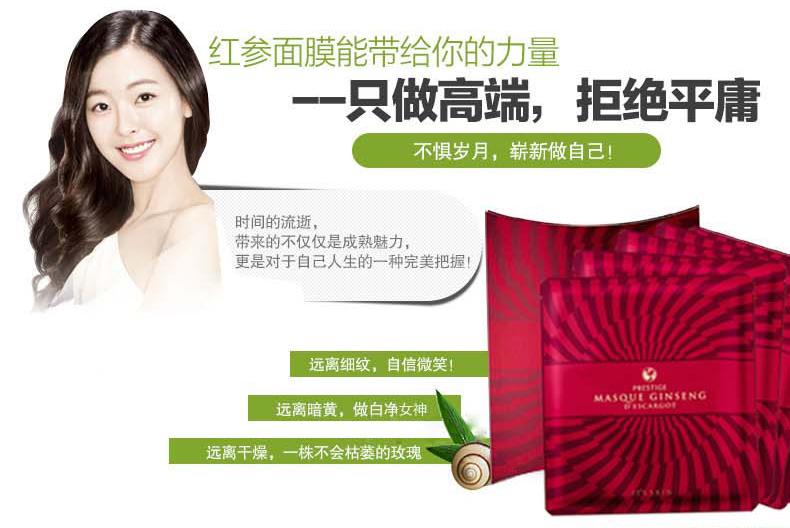 红参面膜能带给你的力量
--只做高端，拒绝平庸
不惧岁月，崭新做自己！
时间的流逝，
带来的不仅仅是成熟魅力，
更是对于自己人生的一种完美把握！
远离细纹，自信微笑！
远离暗黄，做白净女神
远离干燥，一株不会枯萎的玫瑰
PRESTIGE
MASQUE GINSENG
D'ESCARGOT
IT'S SKIN